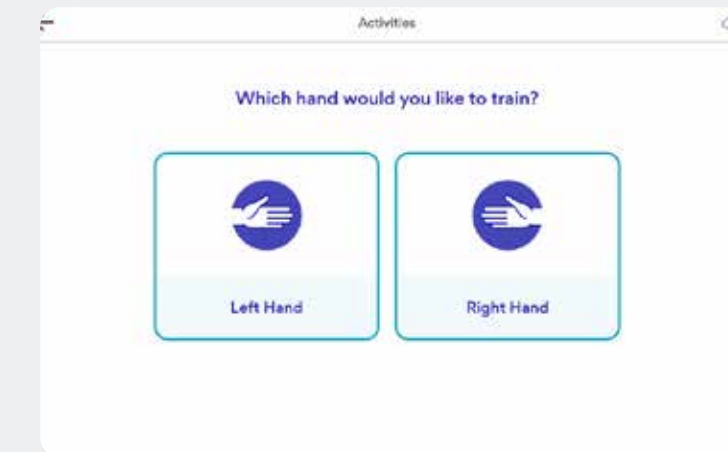 Activities
Which hand would you like to train?
Left Hand
Right Hand